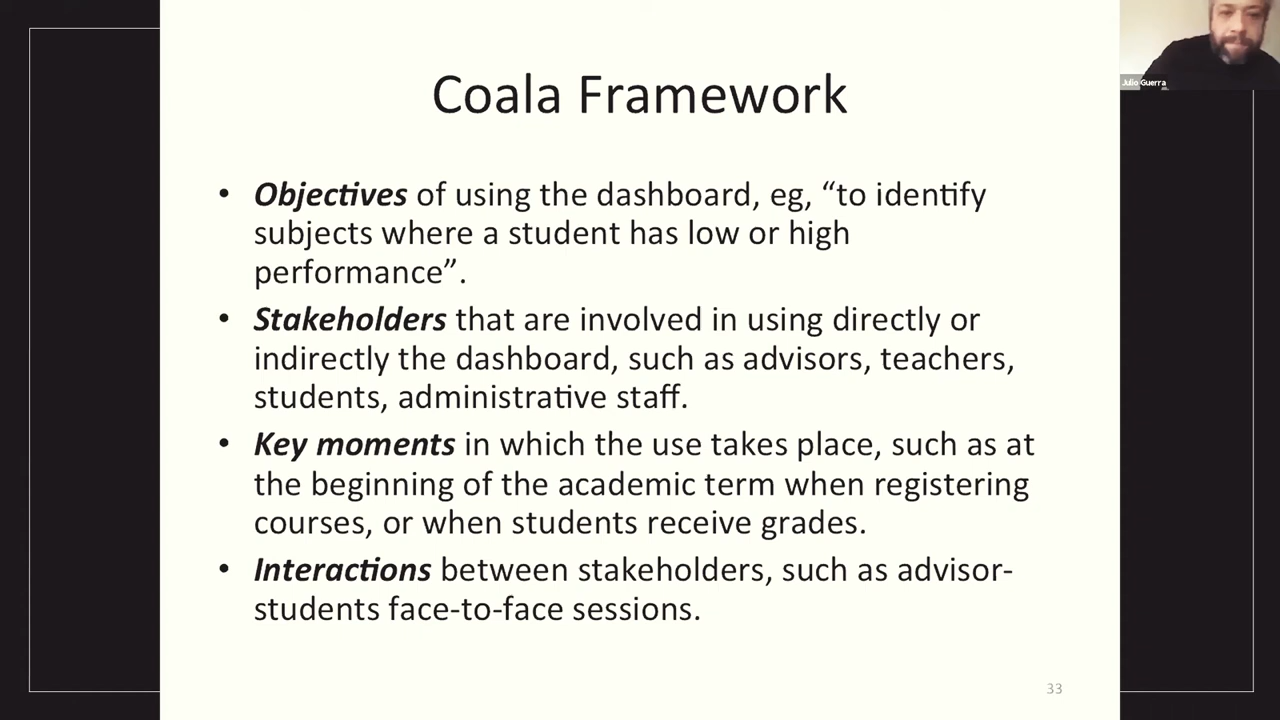 Coala Framework
• Objectives of using the dashboard, eg, “to identify
subjects where a student has low or high
performance”.
• Stakeholders that are involved in using directly or
indirectly the dashboard, such as advisors, teachers,
students, administrative staff.
• Key moments in which the use takes place, such as at
the beginning of the academic term when registering
courses, or when students receive grades.
• Interactions between stakeholders, such as advisor-
students face-to-face sessions.
33
Julio Guerra